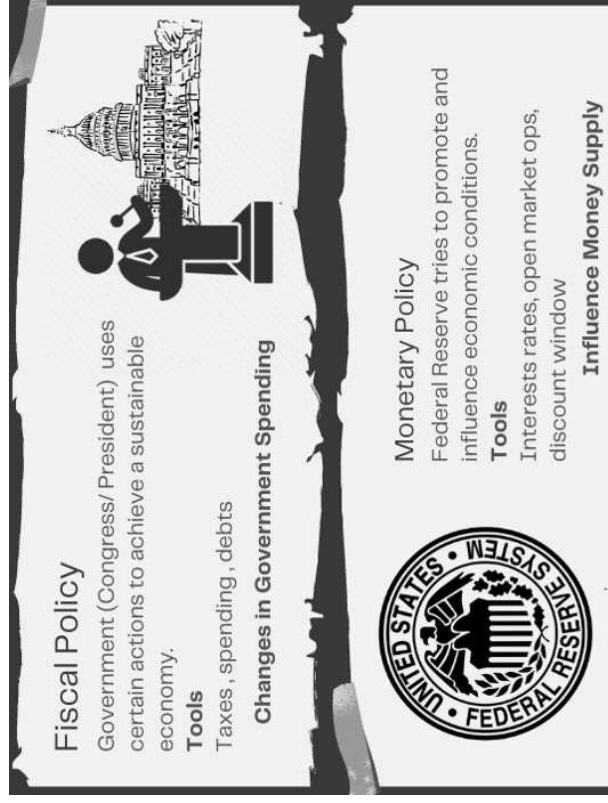 Fiscal Policy
Government (Congress/ President) uses
certain actions to achieve a sustainable
economy.
Tools
Taxes , spending , debts
Changes in Government Spending
Monetary Policy
Federal Reserve tries to promote and
influence economic conditions.
Tools
Interests rates, open market ops,
discount window
Influence Money Supply
UNITED STATES • FEDERAL RESERVE SYSTEM •